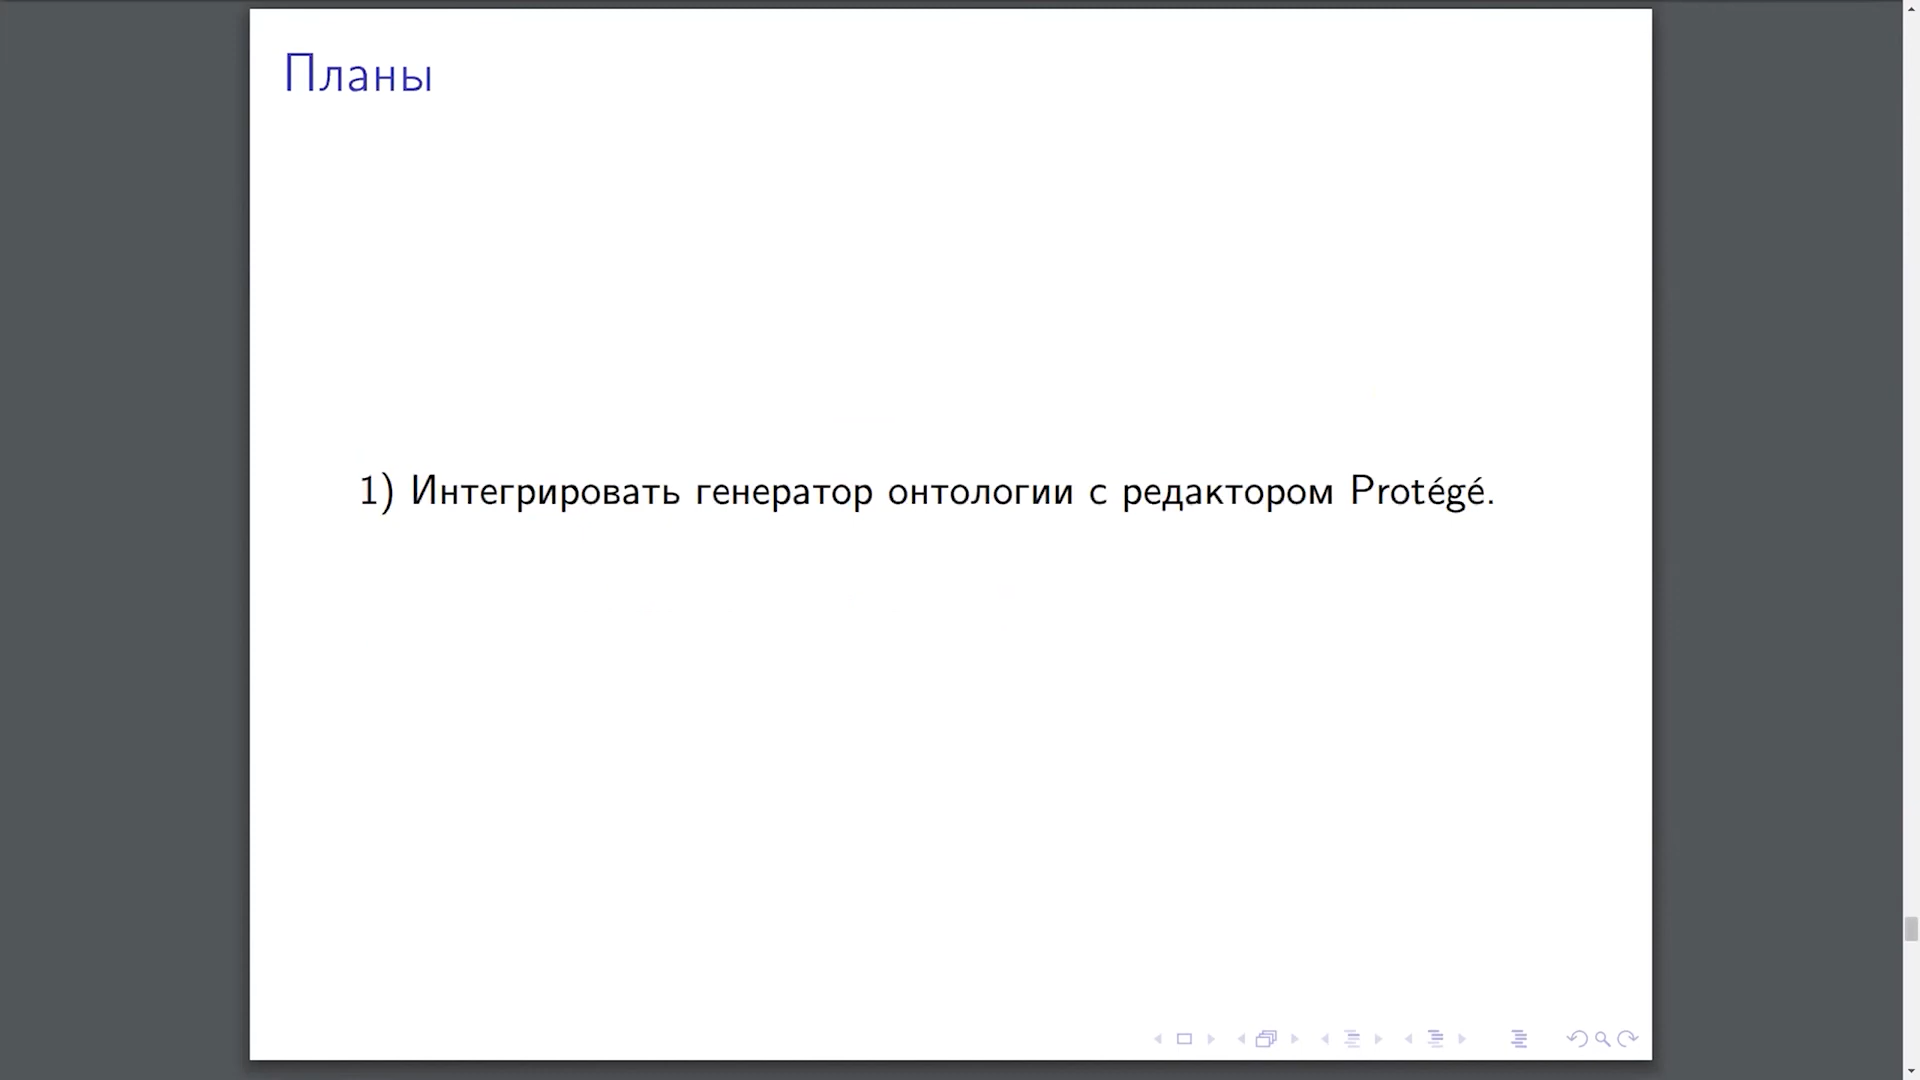 Планы
1) Интегрировать генератор онтологии с редактором Protégé.